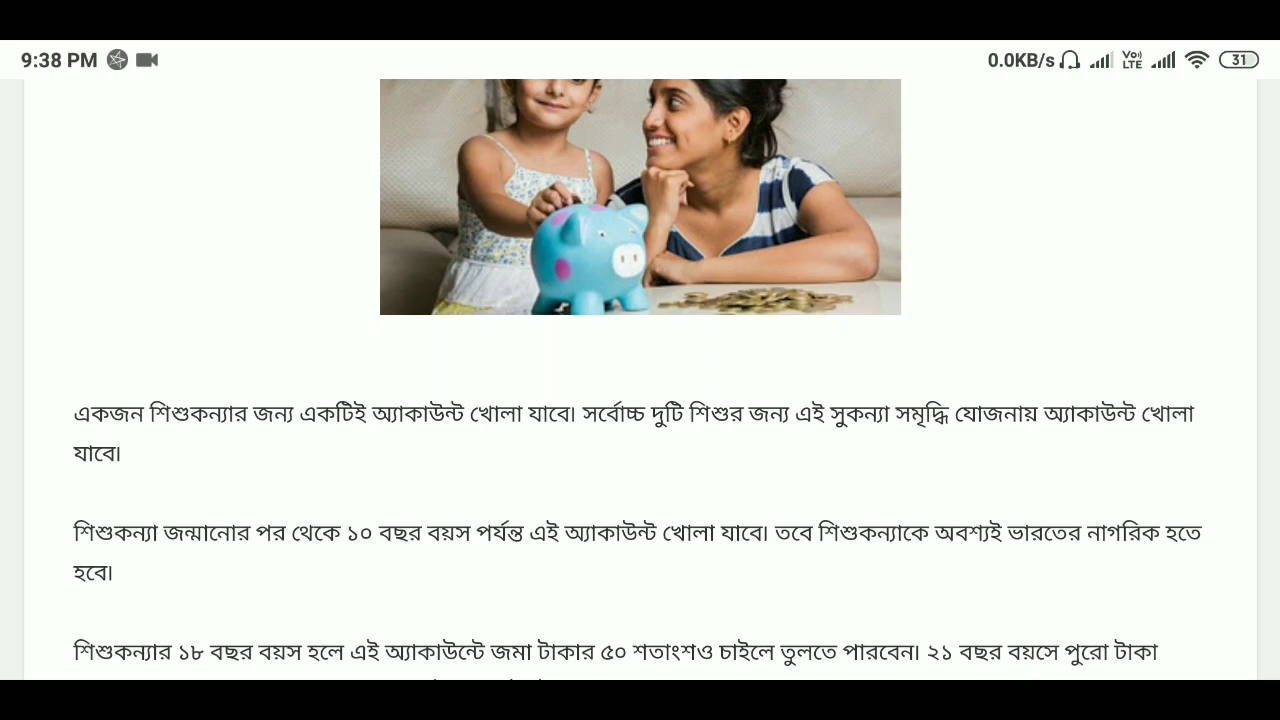 9:38 PM
0.0KB/s
Vo)) LTE
31
একজন শিশুকন্যার জন্য একটিই অ্যাকাউন্ট খোলা যাবে। সর্বোচ্চ দুটি শিশুর জন্য এই সুকন্যা সমৃদ্ধি যোজনায় অ্যাকাউন্ট খোলা
যাবে।
শিশুকন্যা জন্মানোর পর থেকে ১০ বছর বয়স পর্যন্ত এই অ্যাকাউন্ট খোলা যাবে। তবে শিশুকন্যাকে অবশ্যই ভারতের নাগরিক হতে
হবে।
শিশুকন্যার ১৮ বছর বয়স হলে এই অ্যাকাউন্টে জমা টাকার ৫০ শতাংশও চাইলে তুলতে পারবেন। ২১ বছর বয়সে পুরো টাকা